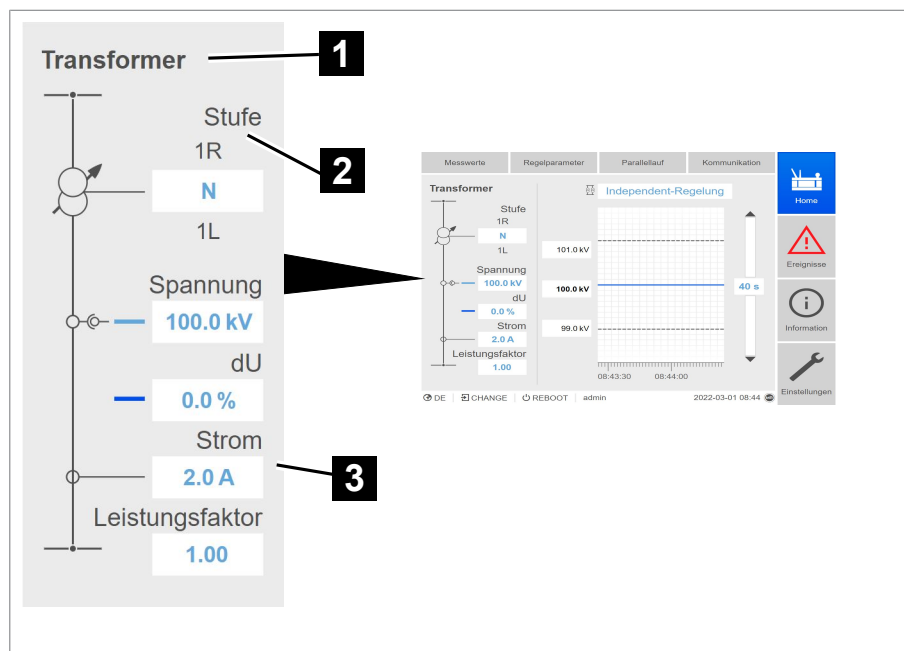 Transformer
1
Stufe
1R
2
N
1L
Spannung
100.0 kV
dU
0.0 %
Strom
3
2.0 A
Leistungsfaktor
1.00
Messwerte
Regelparameter
Parallellauf
Kommunikation
Transformer
Independent-Regelung
Home
Stufe
1R
N
1L
101.0 kV
Ereignisse
Spannung
100.0 kV
100.0 kV
40 s
dU
0.0 %
Information
Strom
99.0 kV
2.0 A
Leistungsfaktor
1.00
08:43:30
08:44:00
Einstellungen
DE
CHANGE
REBOOT
admin
2022-03-01 08:44